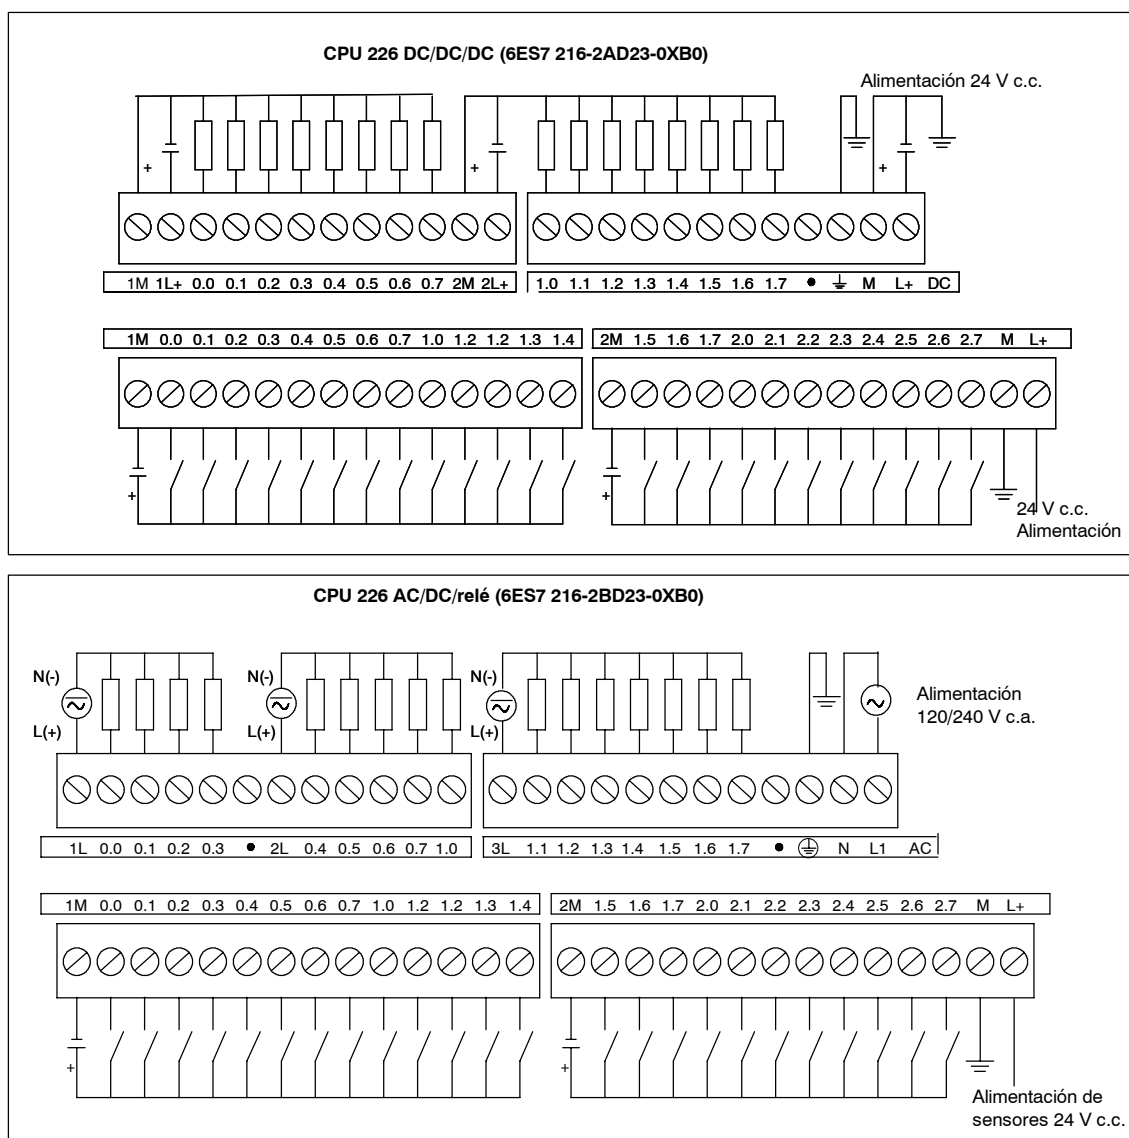 CPU 226 DC/DC/DC (6ES7 216-2AD23-0XB0)
Alimentación 24 V c.c.
+ + +
1M 1L+ 0.0 0.1 0.2 0.3 0.4 0.5 0.6 0.7 2M 2L+ 1.0 1.1 1.2 1.3 1.4 1.5 1.6 1.7 • ⏚ M L+ DC
1M 0.0 0.1 0.2 0.3 0.4 0.5 0.6 0.7 1.0 1.2 1.2 1.3 1.4 2M 1.5 1.6 1.7 2.0 2.1 2.2 2.3 2.4 2.5 2.6 2.7 M L+
+ +
24 V c.c.
Alimentación
CPU 226 AC/DC/relé (6ES7 216-2BD23-0XB0)
N(-) N(-) N(-)
L(+) L(+) L(+)
Alimentación
120/240 V c.a.
1L 0.0 0.1 0.2 0.3 • 2L 0.4 0.5 0.6 0.7 1.0 3L 1.1 1.2 1.3 1.4 1.5 1.6 1.7 • N L1 AC
1M 0.0 0.1 0.2 0.3 0.4 0.5 0.6 0.7 1.0 1.2 1.2 1.3 1.4 2M 1.5 1.6 1.7 2.0 2.1 2.2 2.3 2.4 2.5 2.6 2.7 M L+
+ +
Alimentación de
sensores 24 V c.c.